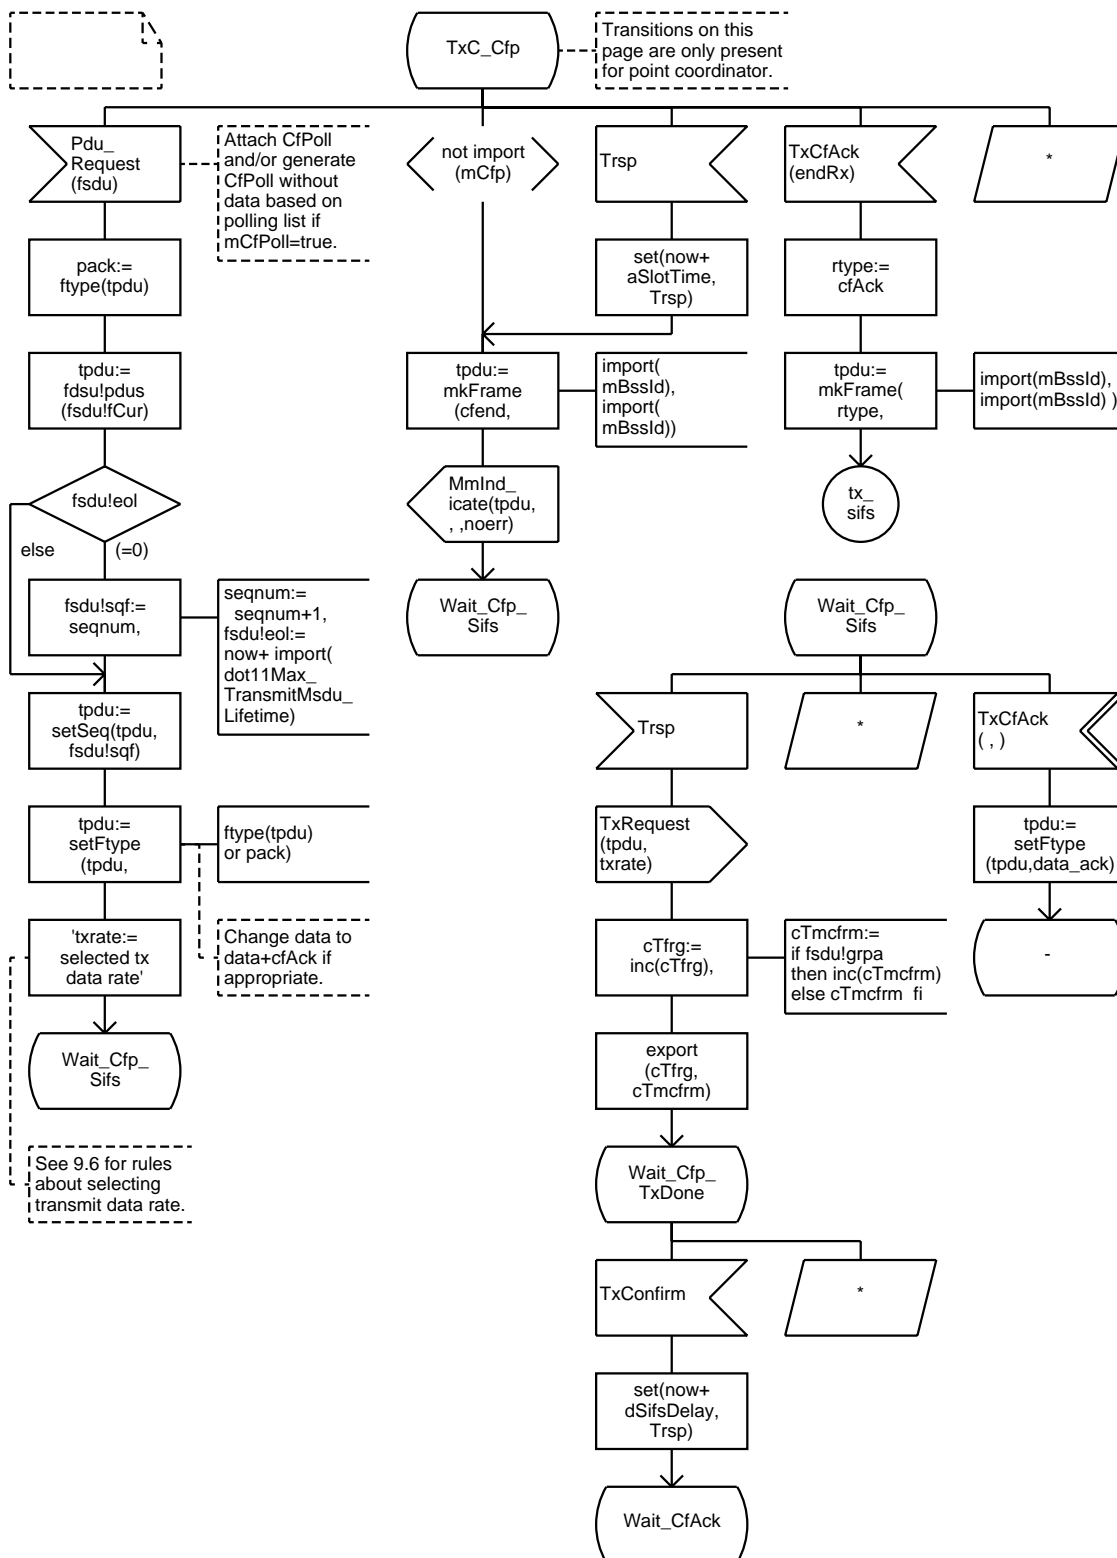 TxC_Cfp
Transitions on this
page are only present
for point coordinator.
Pdu_
Request
(fsdu)
Attach CfPoll
and/or generate
CfPoll without
data based on
polling list if
mCfPoll=true.
not import
(mCfp)
Trsp
TxCfAck
(endRx)
*
pack:=
ftype(tpdu)
set(now+
aSlotTime,
Trsp)
rtype:=
cfAck
tpdu:=
fdsu!pdus
(fsdu!fCur)
tpdu:=
mkFrame
(cfend,
import(
mBssId),
import(
mBssId))
tpdu:=
mkFrame(
rtype,
import(mBssId),
import(mBssId) )
fsdu!eol
else
(=0)
MmInd_
icate(tpdu,
, ,noerr)
tx_
sifs
fsdu!sqf:=
seqnum,
seqnum:=
seqnum+1,
fsdu!eol:=
now+ import(
dot11Max_
TransmitMsdu_
Lifetime)
Wait_Cfp_
Sifs
Wait_Cfp_
Sifs
tpdu:=
setSeq(tpdu,
fsdu!sqf)
Trsp
*
TxCfAck
( , )
tpdu:=
setFtype
(tpdu,
ftype(tpdu)
or pack)
TxRequest
(tpdu,
txrate)
tpdu:=
setFtype
(tpdu,data_ack)
'txrate:=
selected tx
data rate'
Change data to
data+cfAck if
appropriate.
cTfrg:=
inc(cTfrg),
cTmcfrm:=
if fsdu!grpa
then inc(cTmcfrm)
else cTmcfrm fi
-
Wait_Cfp_
Sifs
export
(cTfrg,
cTmcfrm)
See 9.6 for rules
about selecting
transmit data rate.
Wait_Cfp_
TxDone
TxConfirm
*
set(now+
dSifsDelay,
Trsp)
Wait_CfAck